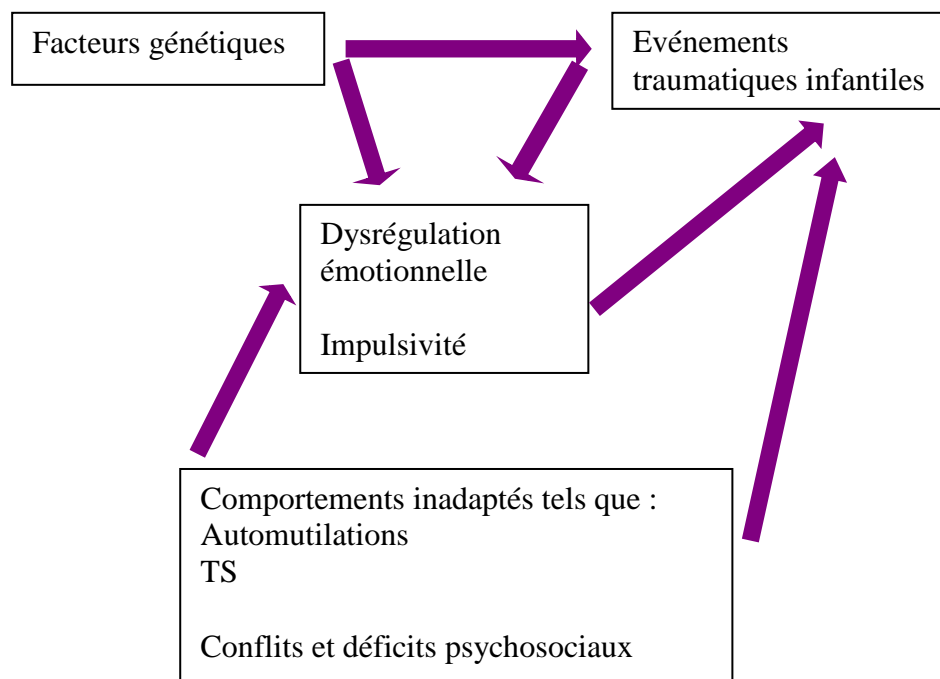 Facteurs génétiques
Evénements
traumatiques infantiles
Dysrégulation
émotionnelle
Impulsivité
Comportements inadaptés tels que :
Automutilations
TS
Conflits et déficits psychosociaux